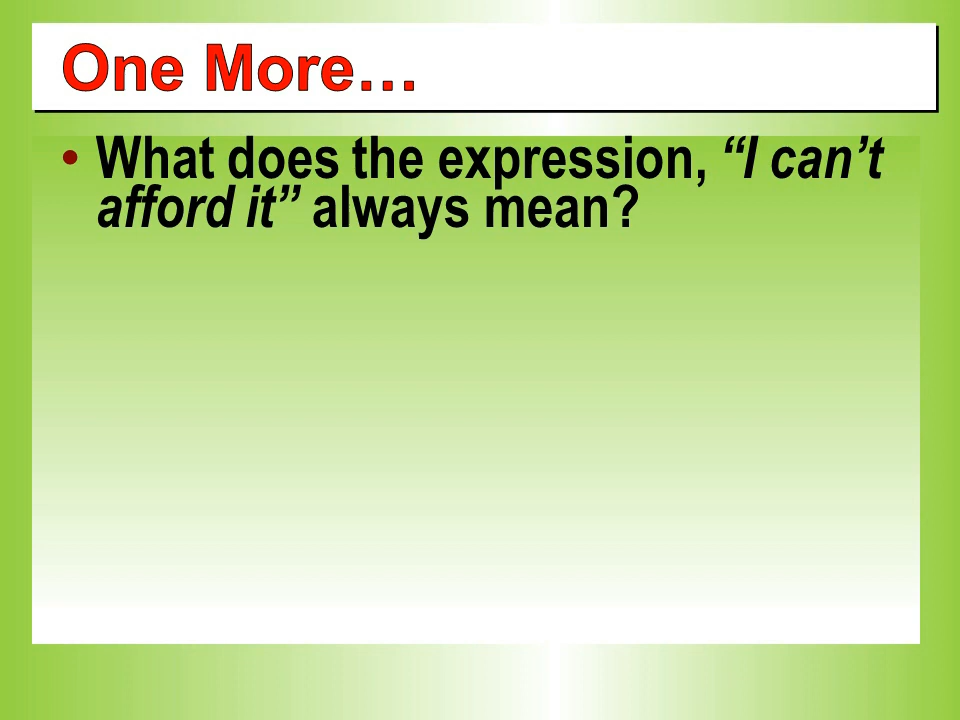 One More…
• What does the expression, “I can’t
afford it” always mean?